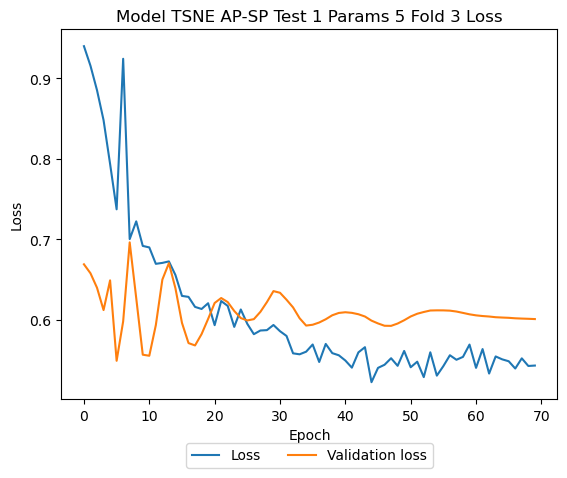 Model TSNE AP-SP Test 1 Params 5 Fold 3 Loss
0.9
0.8
0.7
0.6
Loss
0 10 20 30 40 50 60 70
Epoch
Loss Validation loss